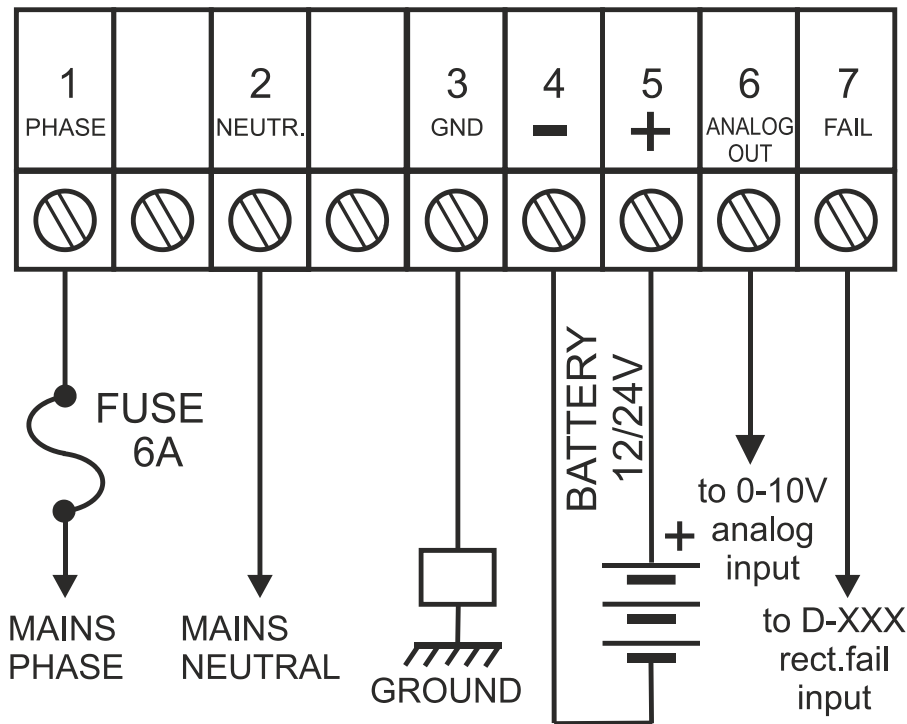 1
PHASE
2
NEUTR.
3
GND
4
−
5
+
6
ANALOG
OUT
7
FAIL
FUSE
6A
BATTERY
12/24V
to 0-10V
analog
input
+
MAINS
PHASE
MAINS
NEUTRAL
GROUND
to D-XXX
rect.fail
input